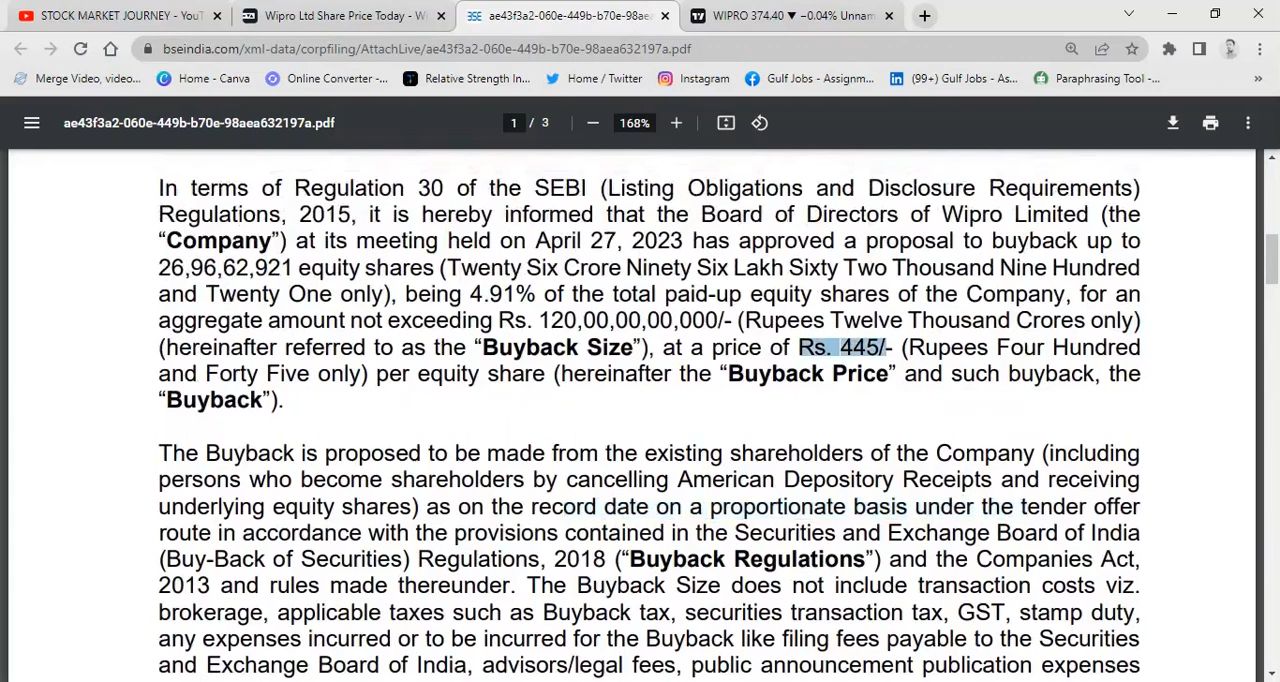 STOCK MARKET JOURNEY - YouT
Wipro Ltd Share Price Today - W
ae43f3a2-060e-449b-b70e-98ae
WIPRO 374.40 ▼ −0.04% Unnam
bseindia.com/xml-data/corpfiling/AttachLive/ae43f3a2-060e-449b-b70e-98aea632197a.pdf
Merge Video, video...
Home - Canva
Online Converter -...
Relative Strength In...
Home / Twitter
Instagram
Gulf Jobs - Assignm...
(99+) Gulf Jobs - As...
Paraphrasing Tool -...
»
ae43f3a2-060e-449b-b70e-98aea632197a.pdf
1 / 3
168%
In terms of Regulation 30 of the SEBI (Listing Obligations and Disclosure Requirements)
Regulations, 2015, it is hereby informed that the Board of Directors of Wipro Limited (the
“Company”) at its meeting held on April 27, 2023 has approved a proposal to buyback up to
26,96,62,921 equity shares (Twenty Six Crore Ninety Six Lakh Sixty Two Thousand Nine Hundred
and Twenty One only), being 4.91% of the total paid-up equity shares of the Company, for an
aggregate amount not exceeding Rs. 120,00,00,00,000/- (Rupees Twelve Thousand Crores only)
(hereinafter referred to as the “Buyback Size”), at a price of Rs. 445/- (Rupees Four Hundred
and Forty Five only) per equity share (hereinafter the “Buyback Price” and such buyback, the
“Buyback”).
The Buyback is proposed to be made from the existing shareholders of the Company (including
persons who become shareholders by cancelling American Depository Receipts and receiving
underlying equity shares) as on the record date on a proportionate basis under the tender offer
route in accordance with the provisions contained in the Securities and Exchange Board of India
(Buy-Back of Securities) Regulations, 2018 (“Buyback Regulations”) and the Companies Act,
2013 and rules made thereunder. The Buyback Size does not include transaction costs viz.
brokerage, applicable taxes such as Buyback tax, securities transaction tax, GST, stamp duty,
any expenses incurred or to be incurred for the Buyback like filing fees payable to the Securities
and Exchange Board of India, advisors/legal fees, public announcement publication expenses